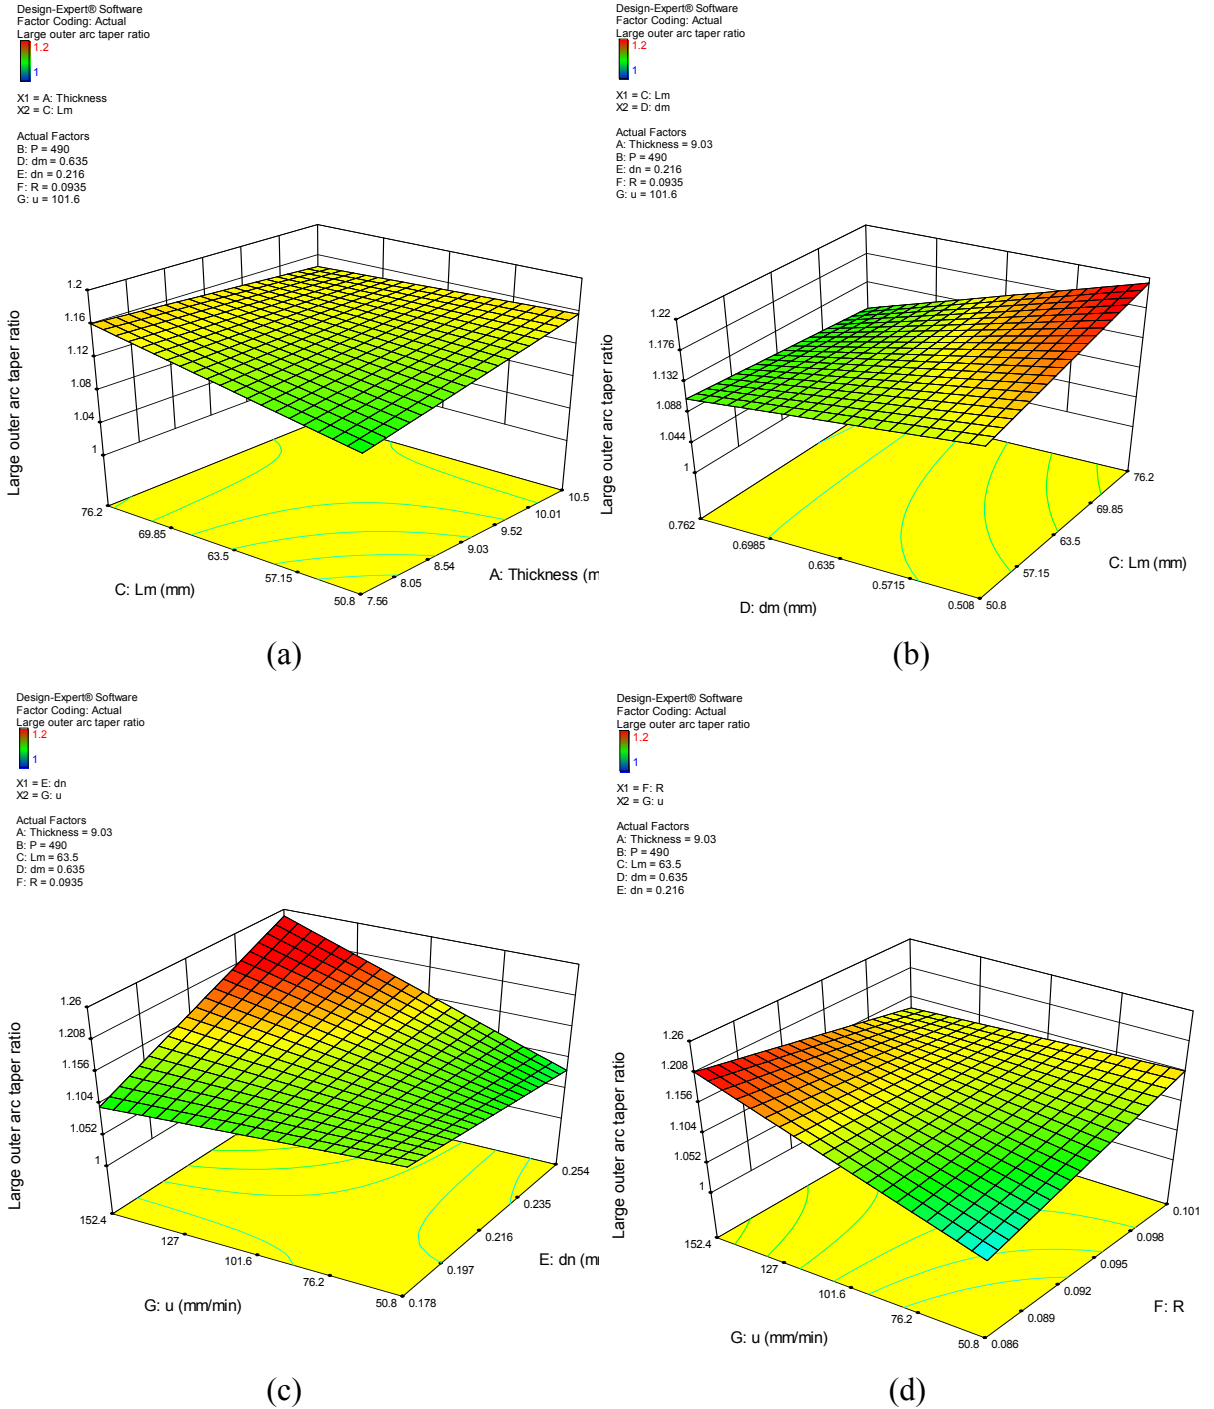 Design-Expert® Software
Factor Coding: Actual
Large outer arc taper ratio
1.2
1
X1 = A: Thickness
X2 = C: Lm
Actual Factors
B: P = 490
D: dm = 0.635
E: dn = 0.216
F: R = 0.0935
G: u = 101.6
1.2
1.16
1.12
1.08
1.04
1
Large outer arc taper ratio
76.2
69.85
63.5
57.15
50.8
C: Lm (mm)
7.56
8.05
8.54
9.03
9.52
10.01
10.5
A: Thickness (m
(a)
Design-Expert® Software
Factor Coding: Actual
Large outer arc taper ratio
1.2
1
X1 = C: Lm
X2 = D: dm
Actual Factors
A: Thickness = 9.03
B: P = 490
E: dn = 0.216
F: R = 0.0935
G: u = 101.6
1.22
1.176
1.132
1.088
1.044
1
Large outer arc taper ratio
0.762
0.6985
0.635
0.5715
0.508
D: dm (mm)
50.8
57.15
63.5
69.85
76.2
C: Lm (mm)
(b)
Design-Expert® Software
Factor Coding: Actual
Large outer arc taper ratio
1.2
1
X1 = E: dn
X2 = G: u
Actual Factors
A: Thickness = 9.03
B: P = 490
C: Lm = 63.5
D: dm = 0.635
F: R = 0.0935
1.26
1.208
1.156
1.104
1.052
1
Large outer arc taper ratio
152.4
127
101.6
76.2
50.8
G: u (mm/min)
0.178
0.197
0.216
0.235
0.254
E: dn (m
(c)
Design-Expert® Software
Factor Coding: Actual
Large outer arc taper ratio
1.2
1
X1 = F: R
X2 = G: u
Actual Factors
A: Thickness = 9.03
B: P = 490
C: Lm = 63.5
D: dm = 0.635
E: dn = 0.216
1.26
1.208
1.156
1.104
1.052
1
Large outer arc taper ratio
152.4
127
101.6
76.2
50.8
G: u (mm/min)
0.086
0.089
0.092
0.095
0.098
0.101
F: R
(d)